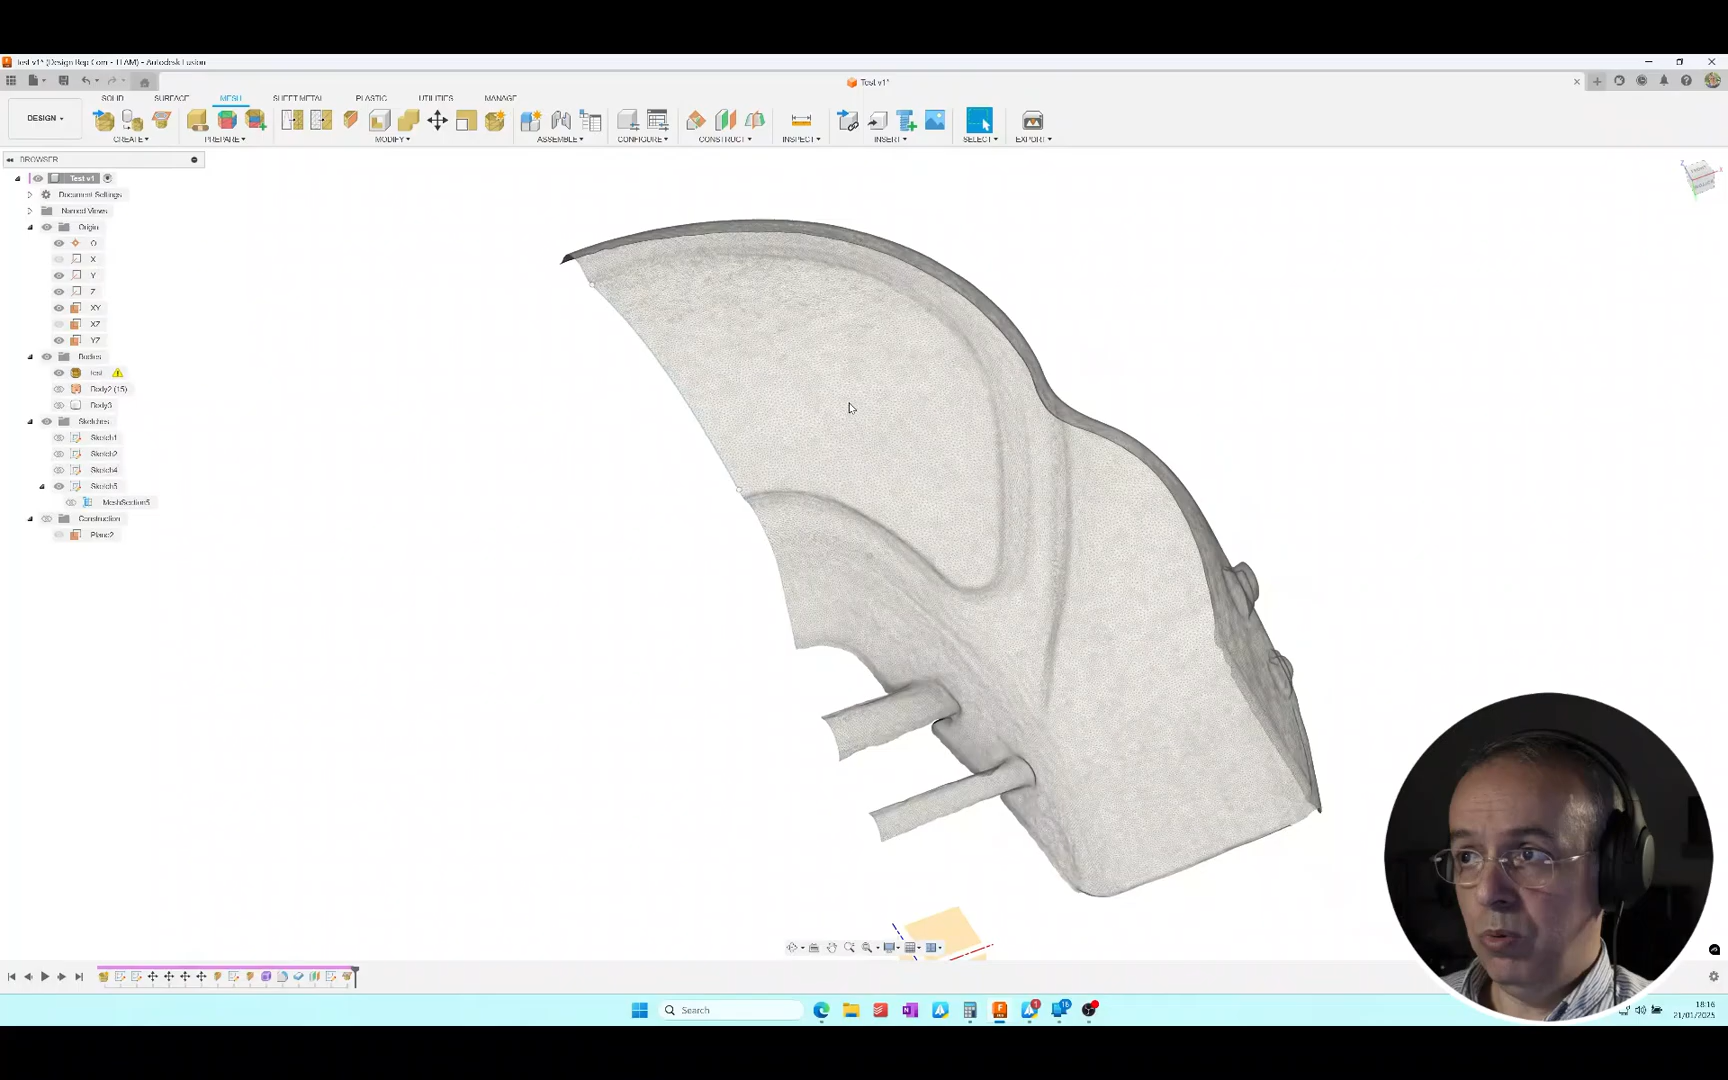 Test v1* (Design Rep Com - TEAM) - Autodesk Fusion
Test v1*
SOLID SURFACE MESH SHEET METAL PLASTIC UTILITIES MANAGE
DESIGN
CREATE PREPARE MODIFY ASSEMBLE CONFIGURE CONSTRUCT INSPECT INSERT SELECT EXPORT
BROWSER
Test v1
Document Settings
Named Views
Origin
O
X
Y
Z
XY
XZ
YZ
Bodies
test
Body2 (15)
Body3
Sketches
Sketch1
Sketch2
Sketch4
Sketch5
MeshSection5
Construction
Plane2
Search
18:16
21/01/2025